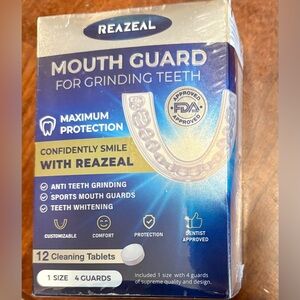 REAZEAL
MOUTH GUARD
FOR GRINDING TEETH
APPROVED
FDA
APPROVED
MAXIMUM
PROTECTION
CONFIDENTLY SMILE
WITH REAZEAL
ANTI TEETH GRINDING
SPORTS MOUTH GUARDS
TEETH WHITENING
CUSTOMIZABLE
COMFORT
PROTECTION
DENTIST
APPROVED
12 Cleaning Tablets
1 SIZE 4 GUARDS
Included 1 size with 4 guards
of supreme quality and design.